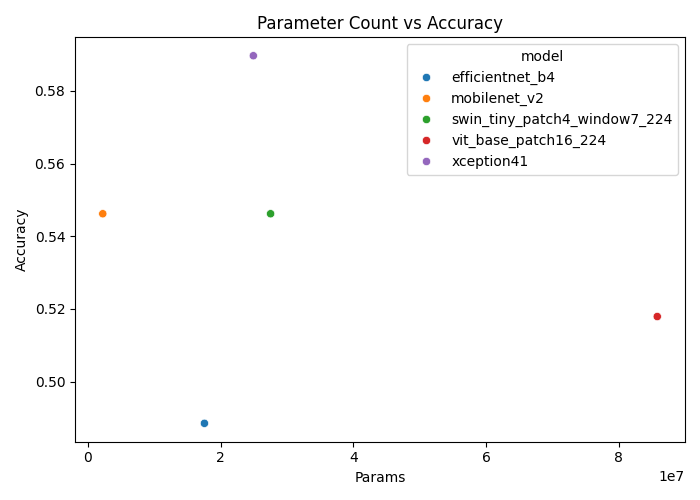 Parameter Count vs Accuracy
model
efficientnet_b4
mobilenet_v2
swin_tiny_patch4_window7_224
vit_base_patch16_224
xception41
Accuracy
0.58
0.56
0.54
0.52
0.50
0
2
4
6
8
1e7
Params